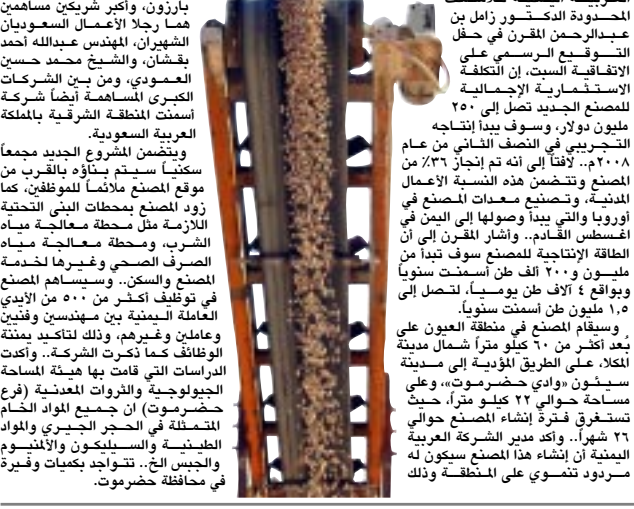 المحدودة الدكتور زامل بن
عبدالرحمن المقرن في حفل
التوقيع الرسمي على
الاتفاقية السبت، إن التكلفة
الاستثمارية الإجمالية
للمصنع الجديد تصل إلى ٢٥٠
مليون دولار، وسوف يبدأ إنتاجه
التجريبي في النصف الثاني من عام
٢٠٠٨م.. لافتاً إلى أنه تم إنجاز ٣٦٪ من
المصنع وتتضمن هذه النسبة الأعمال
المدنية، وتصنيع معدات المصنع في
أوروبا والتي يبدأ وصولها إلى اليمن في
اغسطس القادم.. وأشار المقرن إلى أن
الطاقة الإنتاجية للمصنع سوف تبدأ من
مليون و٢٠٠ ألف طن أسمنت سنوياً
وبواقع ٤ آلاف طن يومياً، لتصل إلى
١,٥ مليون طن أسمنت سنوياً.
وسيقام المصنع في منطقة العيون على
بُعد أكثر من ٦٠ كيلو متراً شمال مدينة
المكلا، على الطريق المؤدية إلى مدينة
سيئون «وادي حضرموت»، وعلى
مساحة حوالي ٢٢ كيلو متراً، حيث
تستغرق فترة إنشاء المصنع حوالي
٢٦ شهراً.. وأكد مدير الشركة العربية
اليمنية أن إنشاء هذا المصنع سيكون له
مردود تنموي على المنطقة وذلك
بارزون، وأكبر شريكين مساهمين
هما رجلا الأعمال السعوديان
الشهيران، المهندس عبدالله أحمد
بقشان، والشيخ محمد حسين
العمودي، ومن بين الشركات
الكبرى المساهمة أيضاً شركة
أسمنت المنطقة الشرقية بالمملكة
العربية السعودية.
ويتضمن المشروع الجديد مجمعاً
سكنياً سيتم بناؤه بالقرب من
موقع المصنع ملائماً للموظفين، كما
زود المصنع بمحطات البنى التحتية
اللازمة مثل محطة معالجة مياه
الشرب، ومحطة معالجة مياه
الصرف الصحي وغيرها لخدمة
المصنع والسكن.. وسيساهم المصنع
في توظيف أكثر من ٥٠٠ من الأيدي
العاملة اليمنية بين مهندسين وفنيين
وعاملين وغيرهم، وذلك لتأكيد يمننة
الوظائف كما ذكرت الشركة.. وأكدت
الدراسات التي قامت بها هيئة المساحة
الجيولوجية والثروات المعدنية (فرع
حضرموت) ان جميع المواد الخام
المتمثلة في الحجر الجيري والمواد
الطينية والسيليكون والألمنيوم
والجبس الخ.. تتواجد بكميات وفيرة
في محافظة حضرموت.